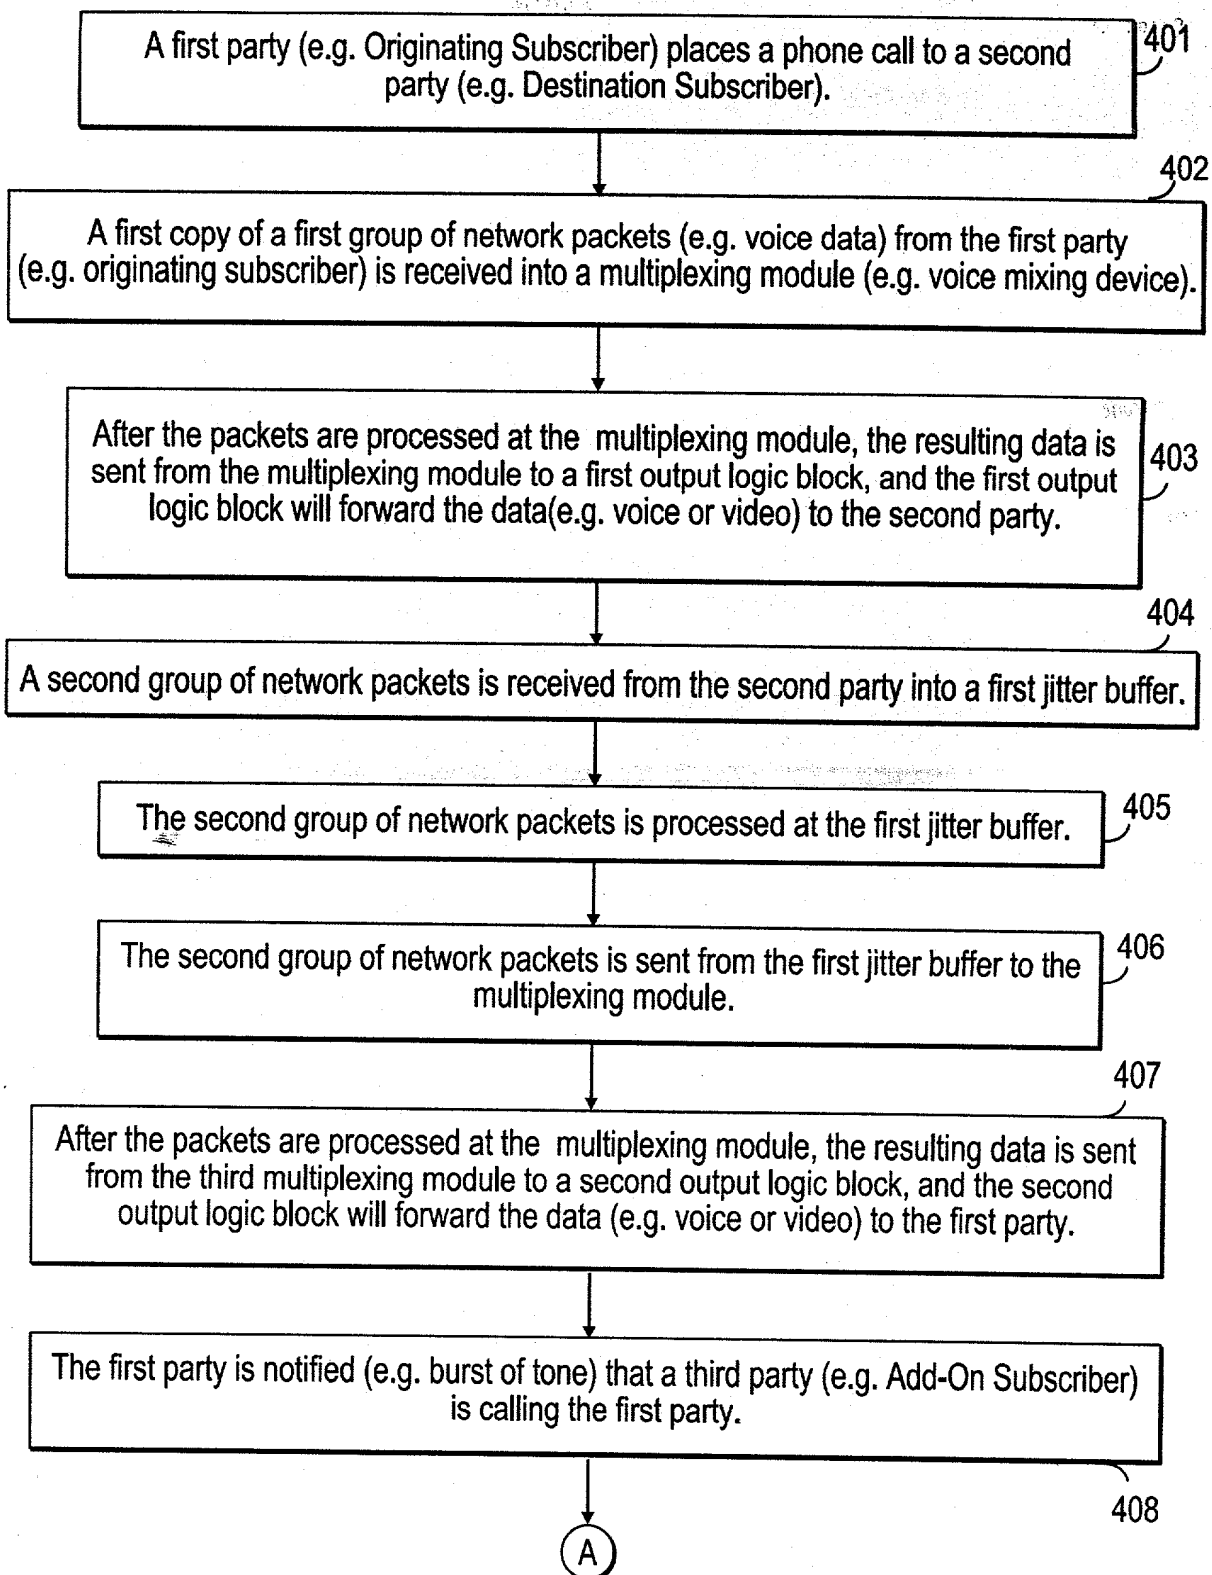 A first party (e.g. Originating Subscriber) places a phone call to a second
party (e.g. Destination Subscriber).
401
402
A first copy of a first group of network packets (e.g. voice data) from the first party
(e.g. originating subscriber) is received into a multiplexing module (e.g. voice mixing device).
After the packets are processed at the multiplexing module, the resulting data is
sent from the multiplexing module to a first output logic block, and the first output
logic block will forward the data(e.g. voice or video) to the second party.
403
404
A second group of network packets is received from the second party into a first jitter buffer.
The second group of network packets is processed at the first jitter buffer.
405
The second group of network packets is sent from the first jitter buffer to the
multiplexing module.
406
407
After the packets are processed at the multiplexing module, the resulting data is sent
from the third multiplexing module to a second output logic block, and the second
output logic block will forward the data (e.g. voice or video) to the first party.
The first party is notified (e.g. burst of tone) that a third party (e.g. Add-On Subscriber)
is calling the first party.
408
A